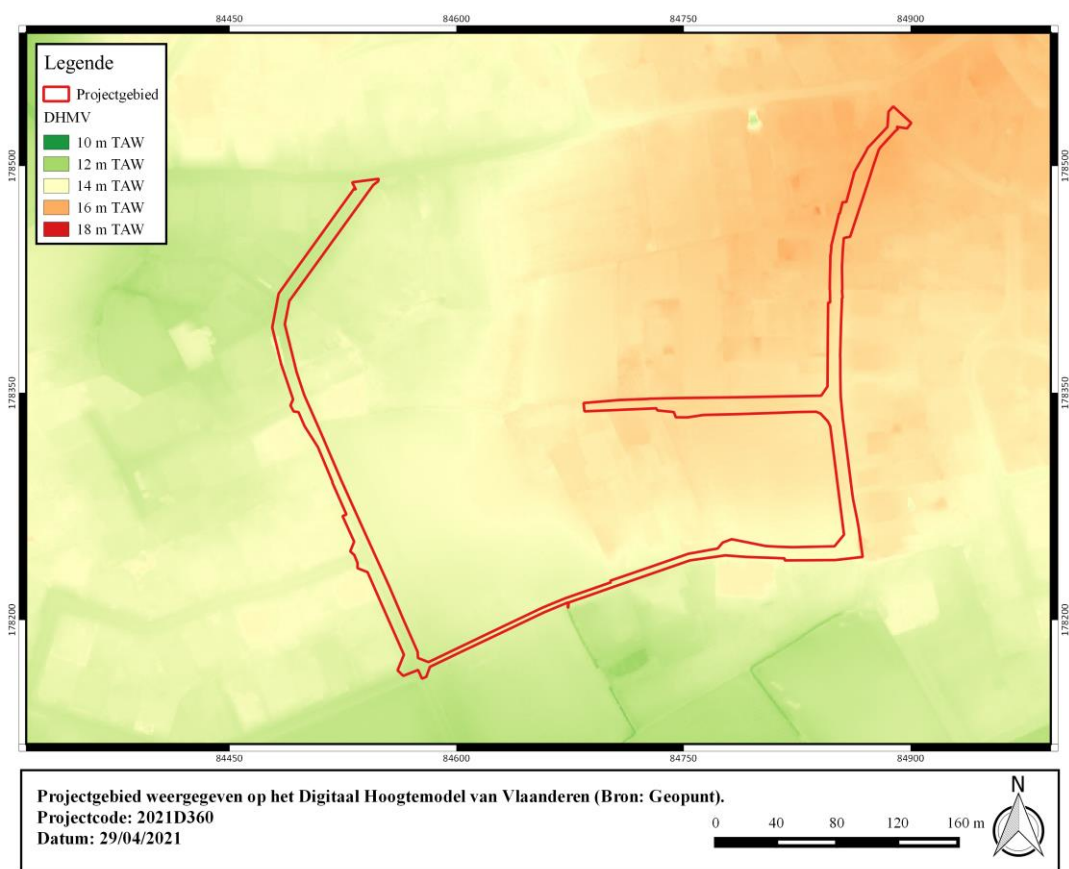 84450 84600 84750 84900
Legende
Projectgebied
DHMV
10 m TAW
12 m TAW
14 m TAW
16 m TAW
18 m TAW
178500 178500
178350 178350
178200 178200
84450 84600 84750 84900
Projectgebied weergegeven op het Digitaal Hoogtemodel van Vlaanderen (Bron: Geopunt).
Projectcode: 2021D360
Datum: 29/04/2021
0 40 80 120 160 m
N